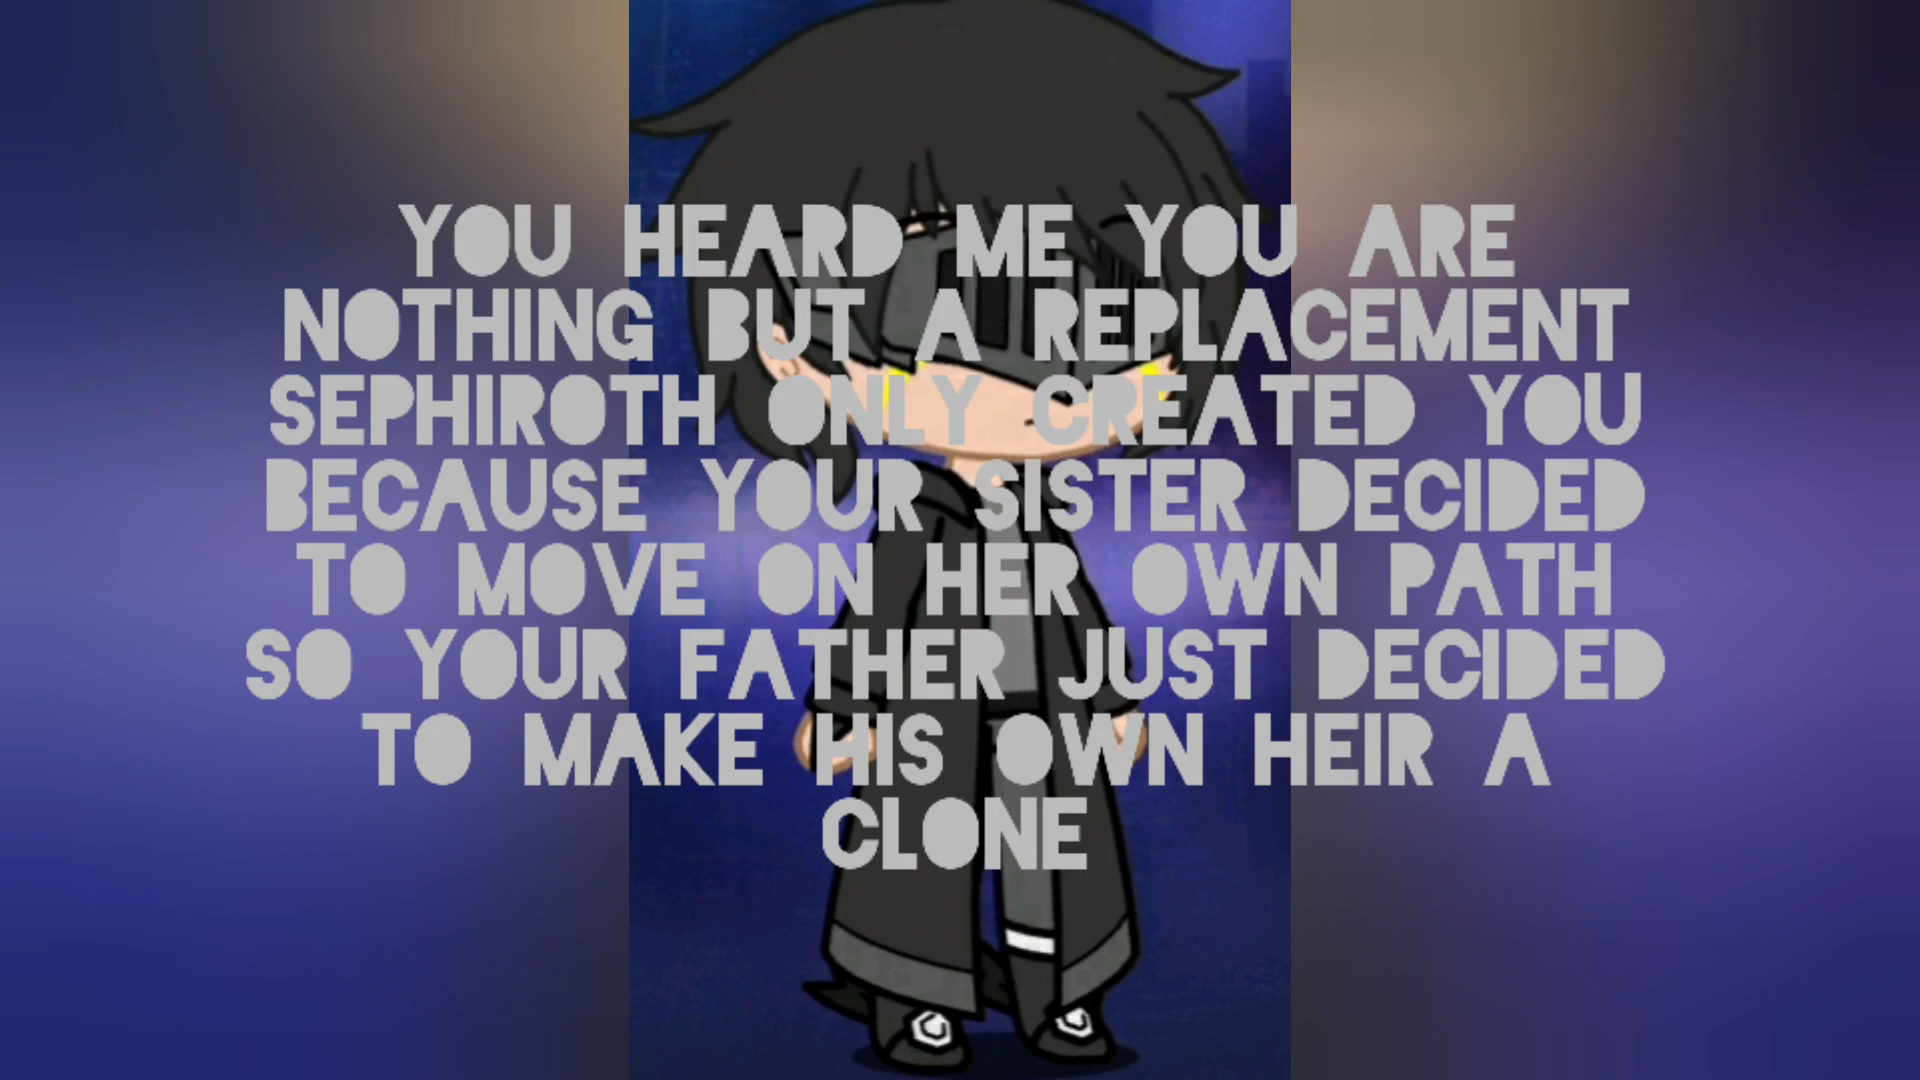 YOU HEARD ME YOU ARE
NOTHING BUT A REPLACEMENT
SEPHIROTH ONLY CREATED YOU
BECAUSE YOUR SISTER DECIDED
TO MOVE ON HER OWN PATH
SO YOUR FATHER JUST DECIDED
TO MAKE HIS OWN HEIR A
CLONE